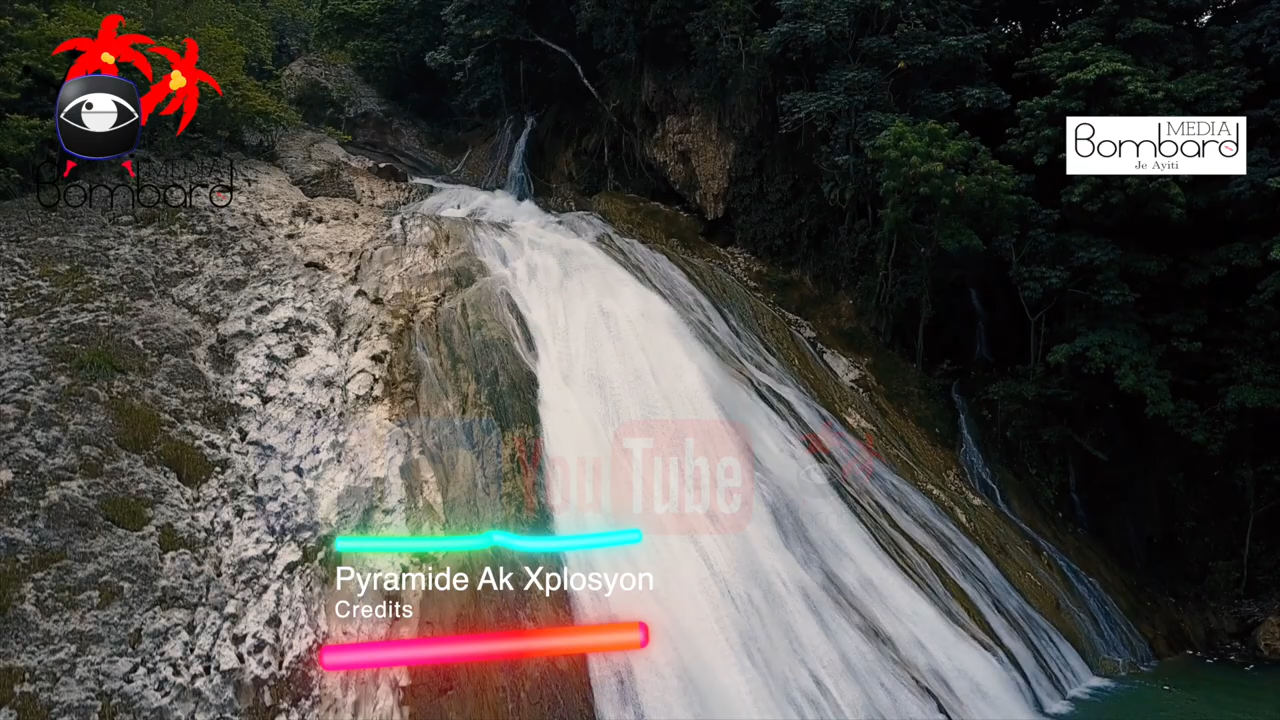 Bombard
MEDIA
Bombard
Je Ayiti
YouTube
Pyramide Ak Xplosyon
Credits